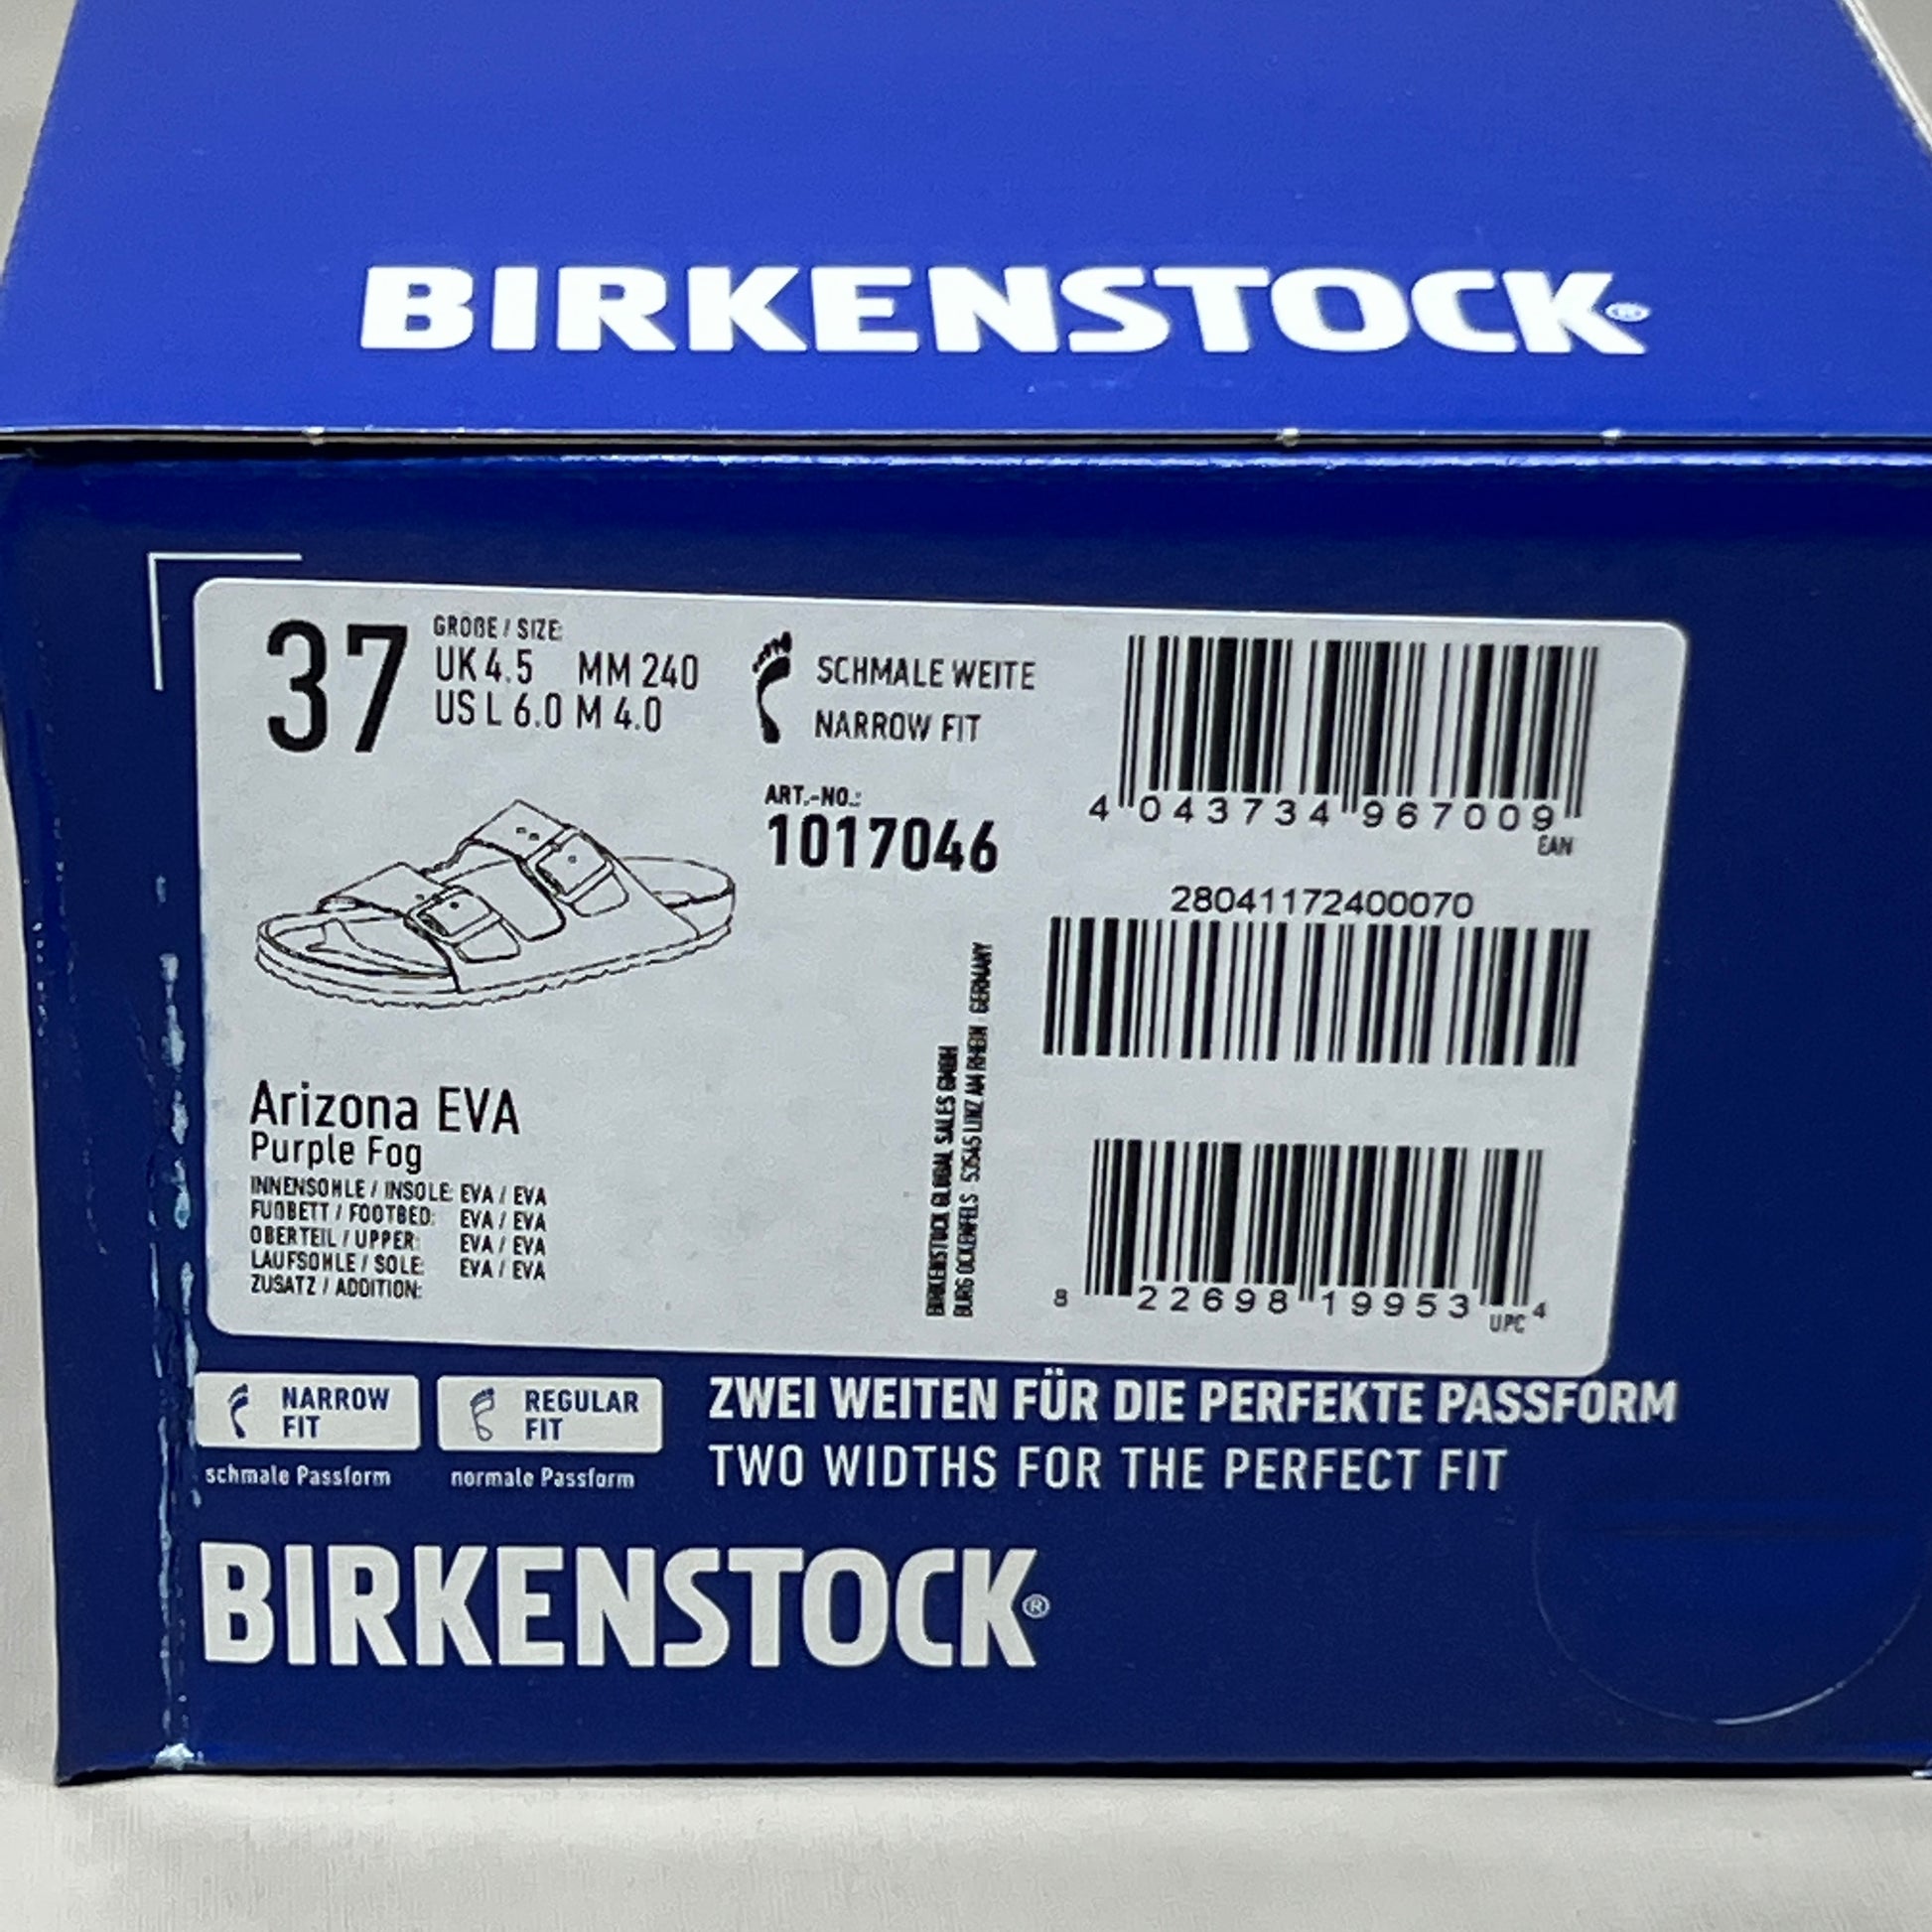 BIRKENSTOCK®
37
GRÖßE / SIZE:
UK 4.5 MM 240
US L 6.0 M 4.0
SCHMALE WEITE
NARROW FIT
4 043734 967009
EAN
ART.-NO.:
1017046
28041172400070
BIRKENSTOCK GLOBAL SALES GMBH
BURG OCKENFELS · 53545 LINZ AM RHEIN · GERMANY
Arizona EVA
Purple Fog
INNENSOHLE / INSOLE: EVA / EVA
FUßBETT / FOOTBED: EVA / EVA
OBERTEIL / UPPER: EVA / EVA
LAUFSOHLE / SOLE: EVA / EVA
ZUSATZ / ADDITION:
8 22698 19953 4
UPC
NARROW
FIT
schmale Passform
REGULAR
FIT
normale Passform
ZWEI WEITEN FÜR DIE PERFEKTE PASSFORM
TWO WIDTHS FOR THE PERFECT FIT
BIRKENSTOCK®